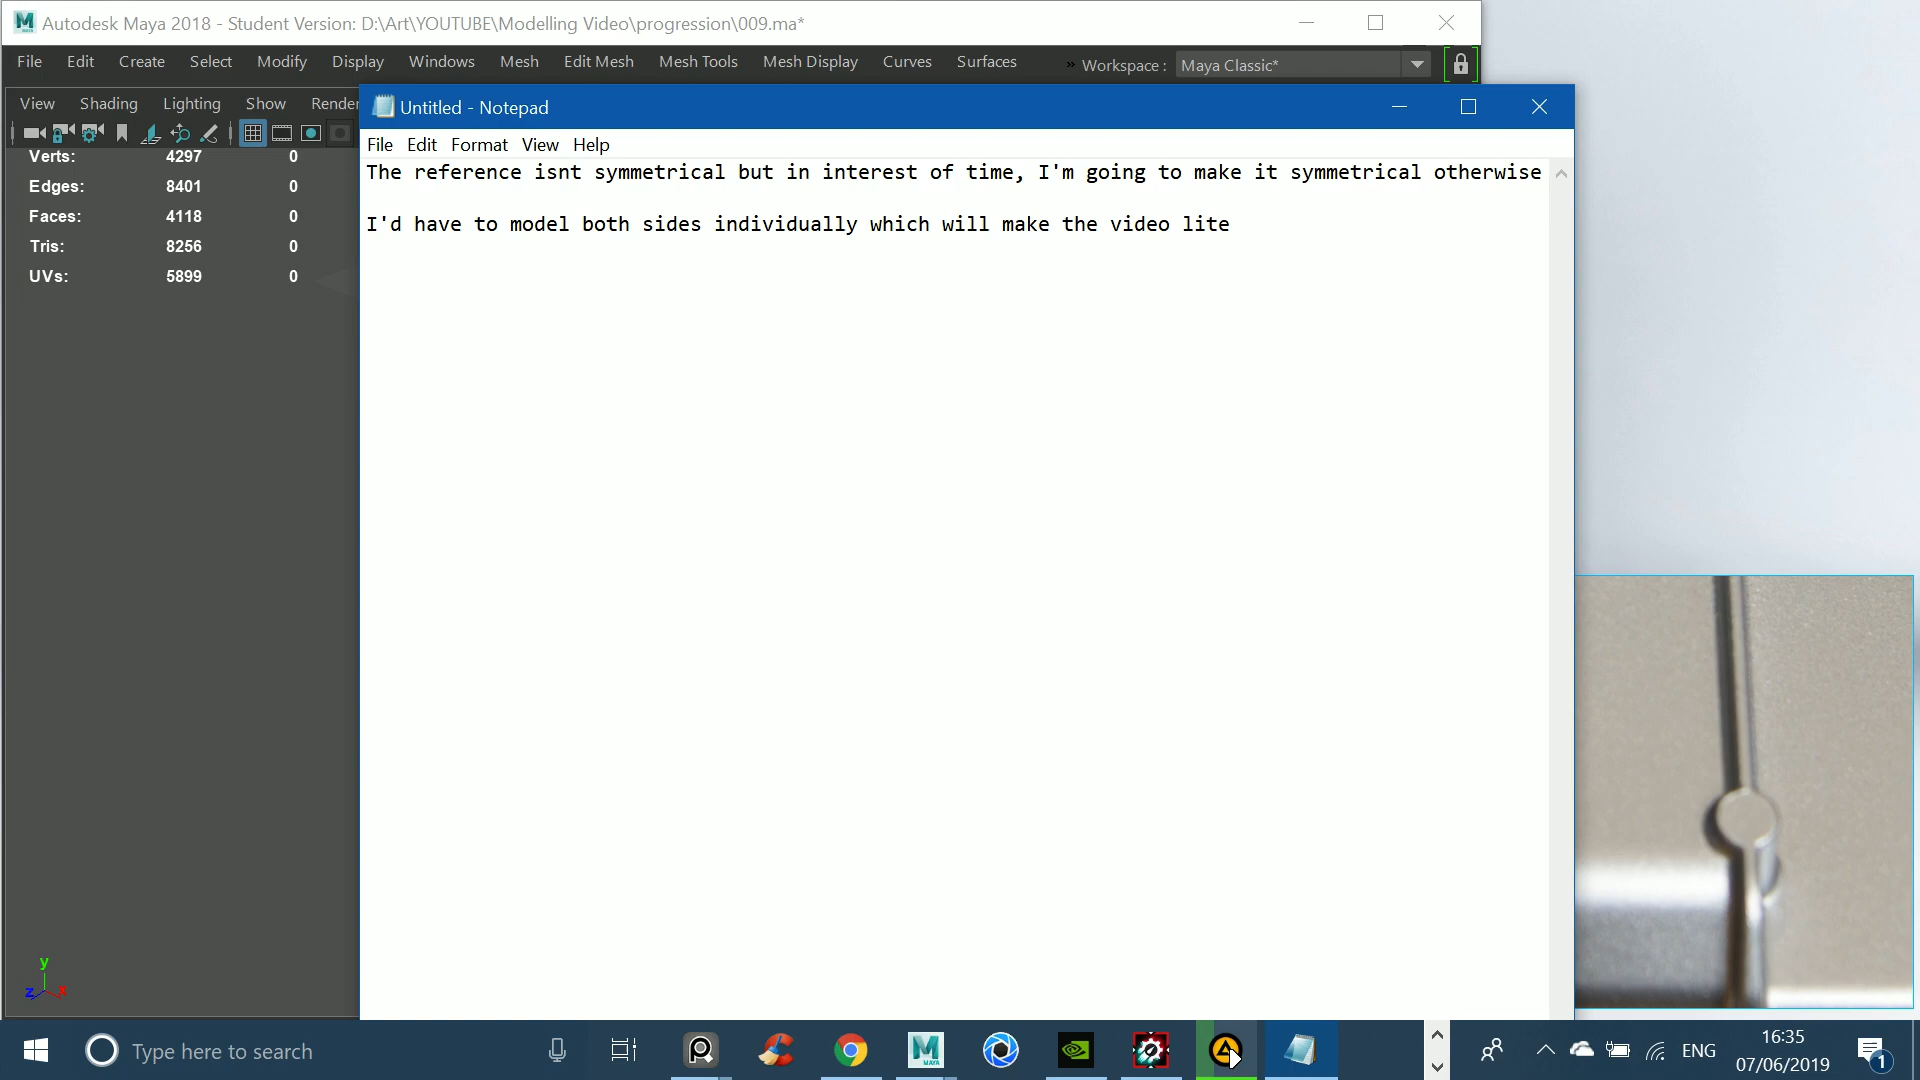 Autodesk Maya 2018 - Student Version: D:\Art\YOUTUBE\Modelling Video\progression\009.ma*
File Edit Create Select Modify Display Windows Mesh Edit Mesh Mesh Tools Mesh Display Curves Surfaces » Workspace : Maya Classic*
View Shading Lighting Show Render
Untitled - Notepad
File Edit Format View Help
Verts: 4297 0
Edges: 8401 0
Faces: 4118 0
Tris: 8256 0
UVs: 5899 0
The reference isnt symmetrical but in interest of time, I'm going to make it symmetrical otherwise
I'd have to model both sides individually which will make the video lite
y
z x
Type here to search
MAYA
ENG
16:35
07/06/2019
1